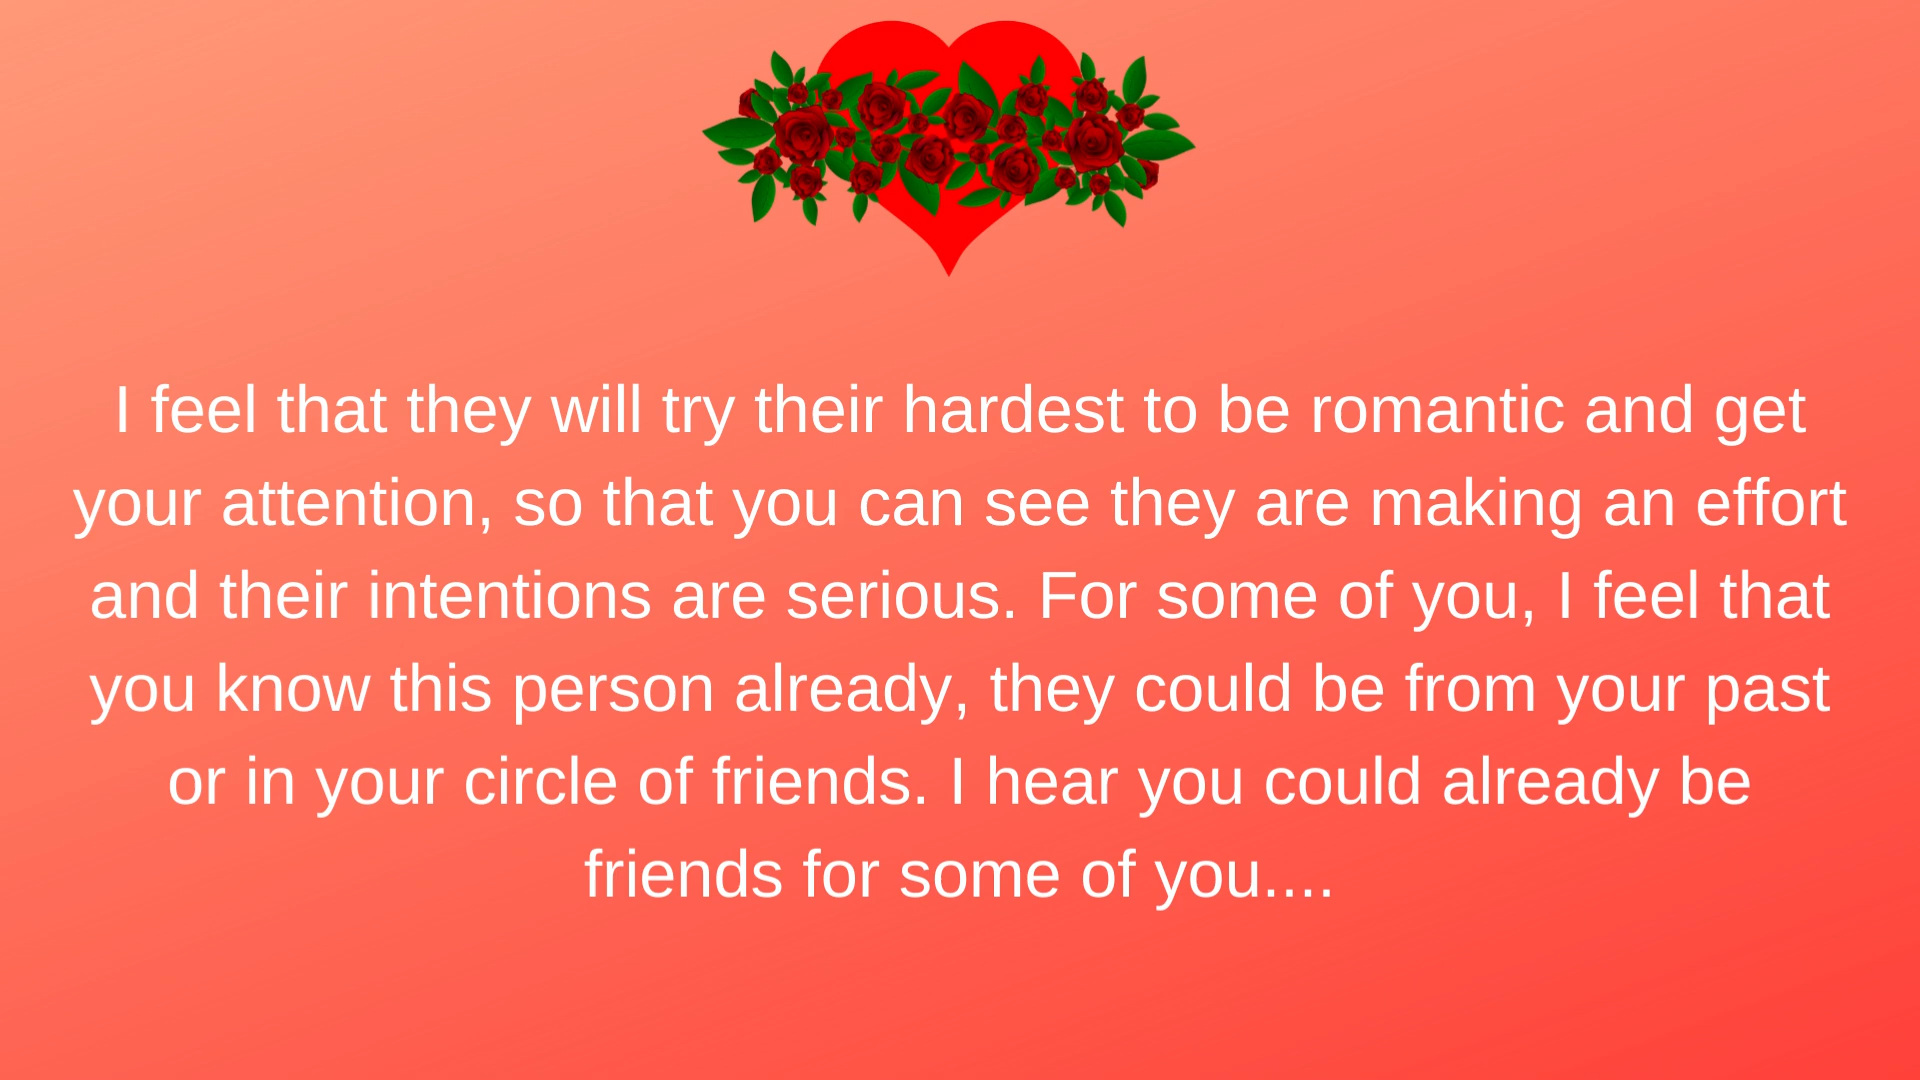 I feel that they will try their hardest to be romantic and get
your attention, so that you can see they are making an effort
and their intentions are serious. For some of you, I feel that
you know this person already, they could be from your past
or in your circle of friends. I hear you could already be
friends for some of you....